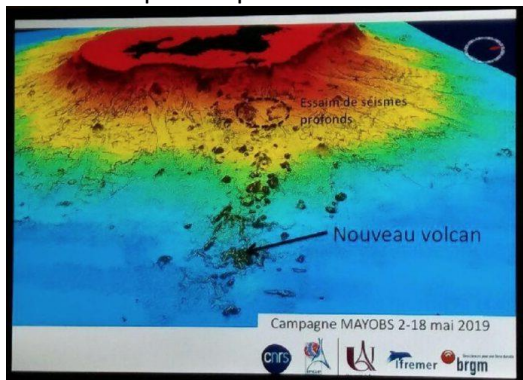 Essaim de séismes
profonds
Nouveau volcan
Campagne MAYOBS 2-18 mai 2019
cnrs
Ifremer
brgm